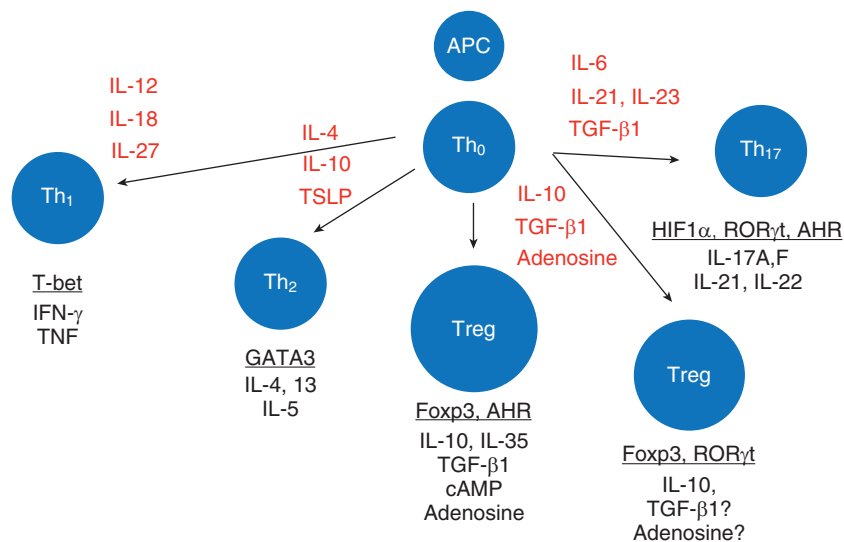 APC
IL-12
IL-18
IL-27
IL-4
IL-10
TSLP
Th₀
IL-6
IL-21, IL-23
TGF-β1
Th₁
Th₁₇
IL-10
TGF-β1
Adenosine
T-bet
IFN-γ
TNF
Th₂
GATA3
IL-4, 13
IL-5
Treg
Foxp3, AHR
IL-10, IL-35
TGF-β1
cAMP
Adenosine
HIF1α, RORγt, AHR
IL-17A,F
IL-21, IL-22
Treg
Foxp3, RORγt
IL-10,
TGF-β1?
Adenosine?